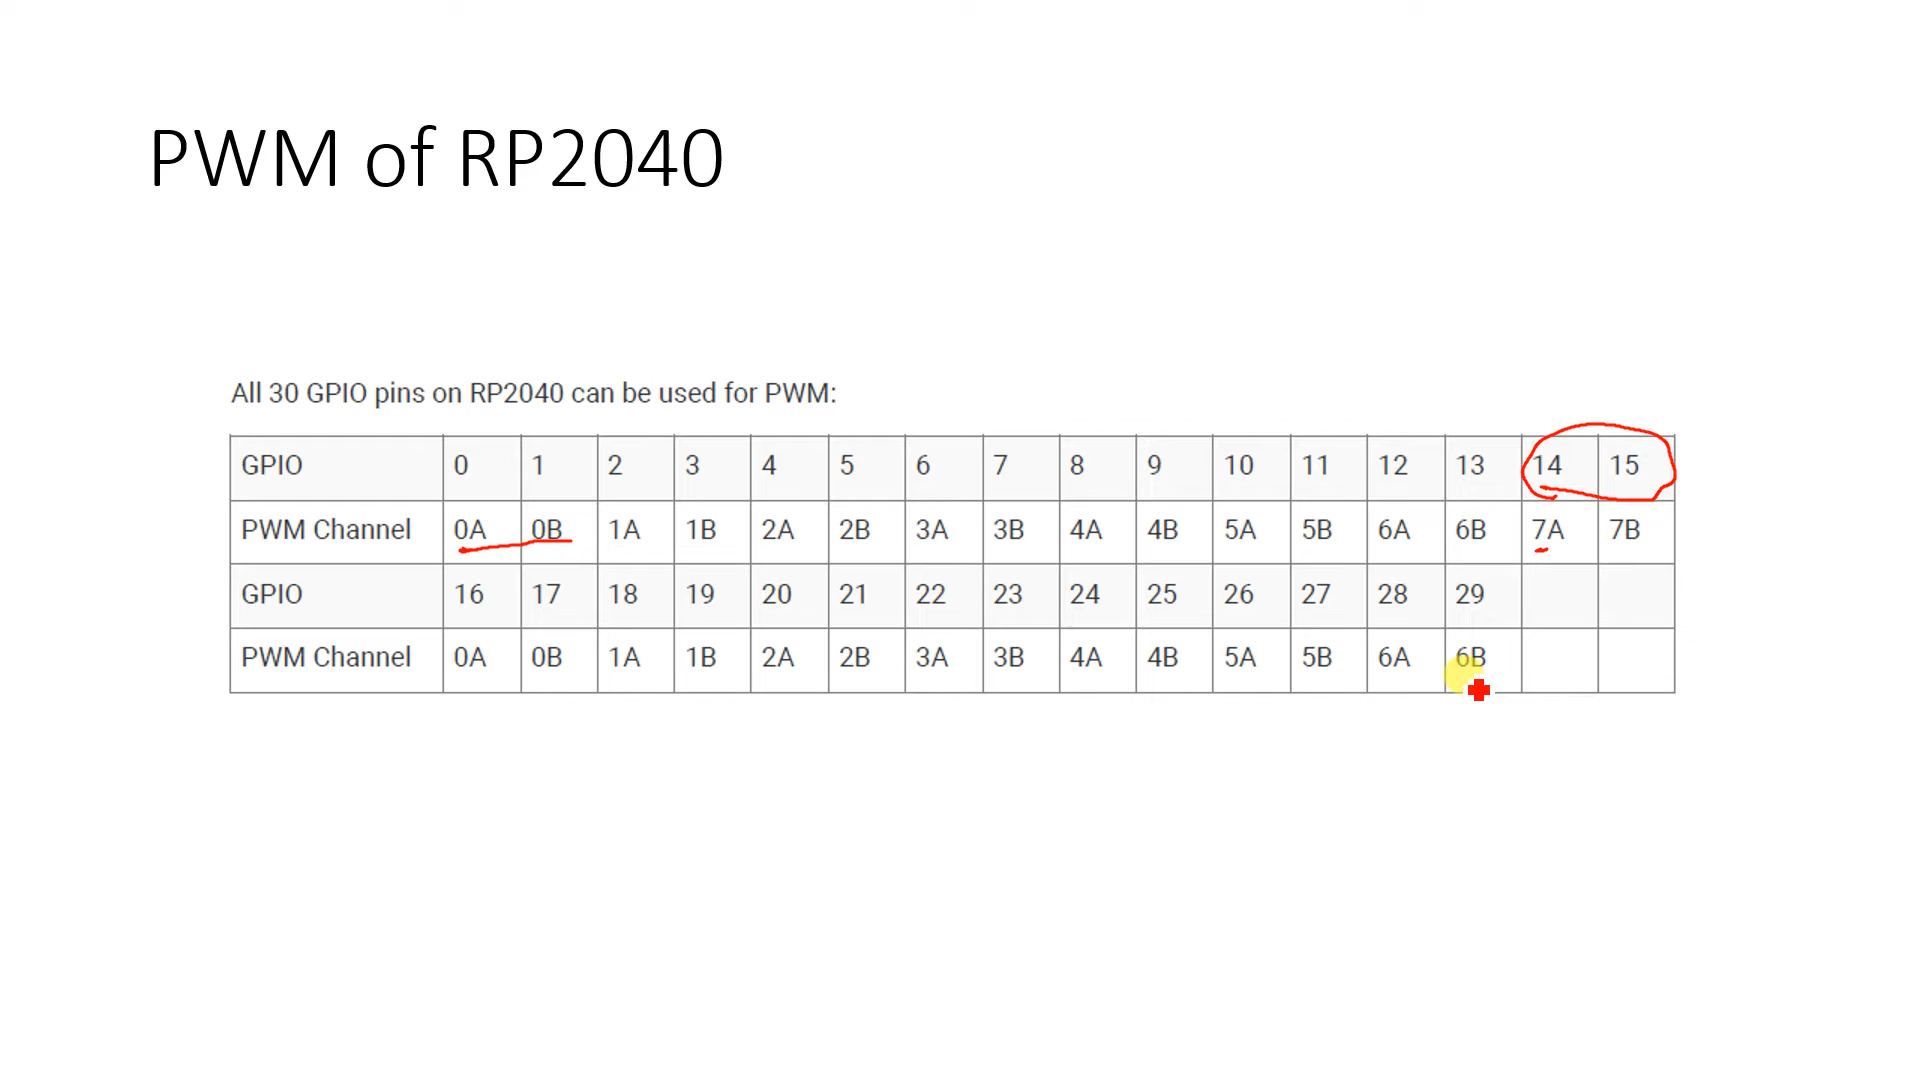 PWM of RP2040
All 30 GPIO pins on RP2040 can be used for PWM:
GPIO 0 1 2 3 4 5 6 7 8 9 10 11 12 13 14 15
PWM Channel 0A 0B 1A 1B 2A 2B 3A 3B 4A 4B 5A 5B 6A 6B 7A 7B
GPIO 16 17 18 19 20 21 22 23 24 25 26 27 28 29
PWM Channel 0A 0B 1A 1B 2A 2B 3A 3B 4A 4B 5A 5B 6A 6B